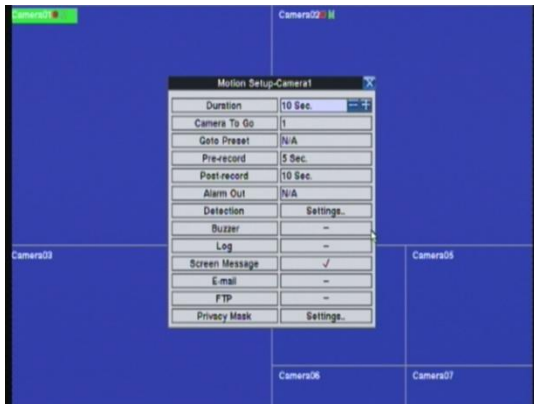 Camera01
Camera02
Motion Setup-Camera1
X
Duration 10 Sec. - +
Camera To Go 1
Goto Preset N/A
Pre-record 5 Sec.
Post-record 10 Sec.
Alarm Out N/A
Detection Settings..
Buzzer -
Log -
Screen Message ✓
E-mail -
FTP -
Privacy Mask Settings..
Camera03
Camera05
Camera06
Camera07